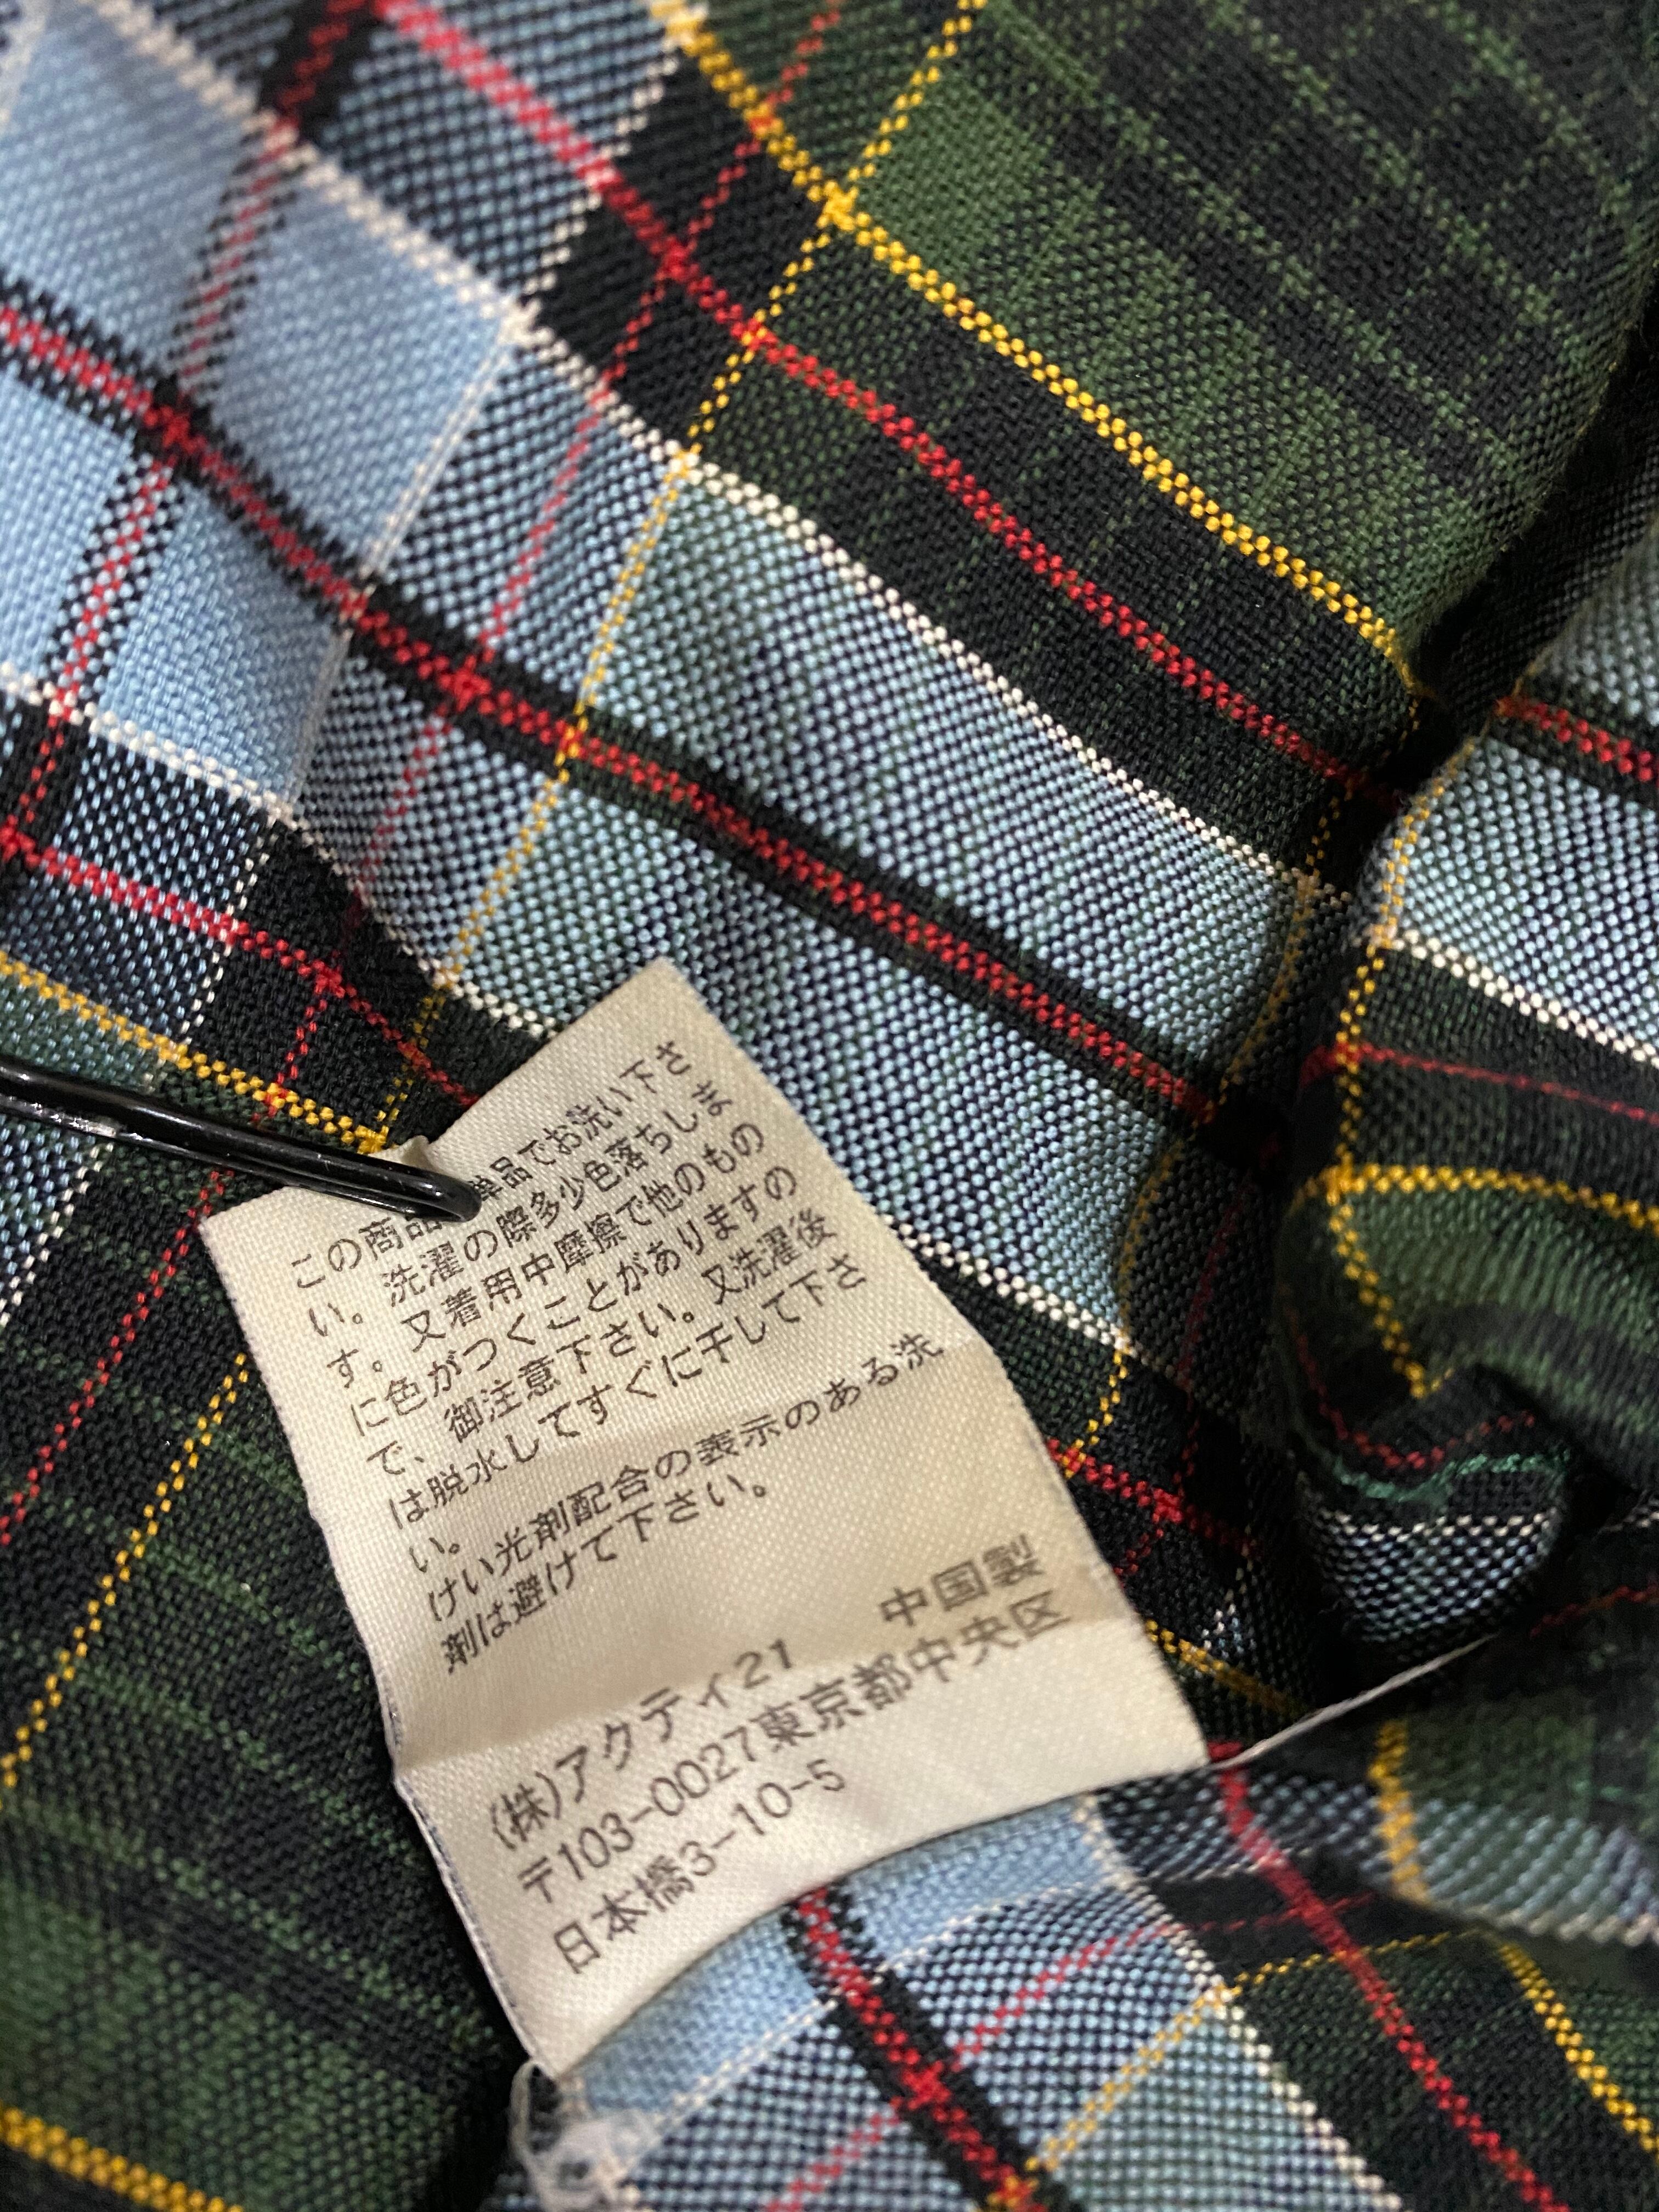 この商品 単品でお洗い下さ
い。洗濯の際多少色落ちしま
す。又着用中摩擦で他のもの
に色がつくことがありますの
で、御注意下さい。又洗濯後
は脱水してすぐに干して下さ
い。
けい光剤配合の表示のある洗
剤は避けて下さい。
中国製
(株)アクティ21
〒103-0027東京都中央区
日本橋3-10-5